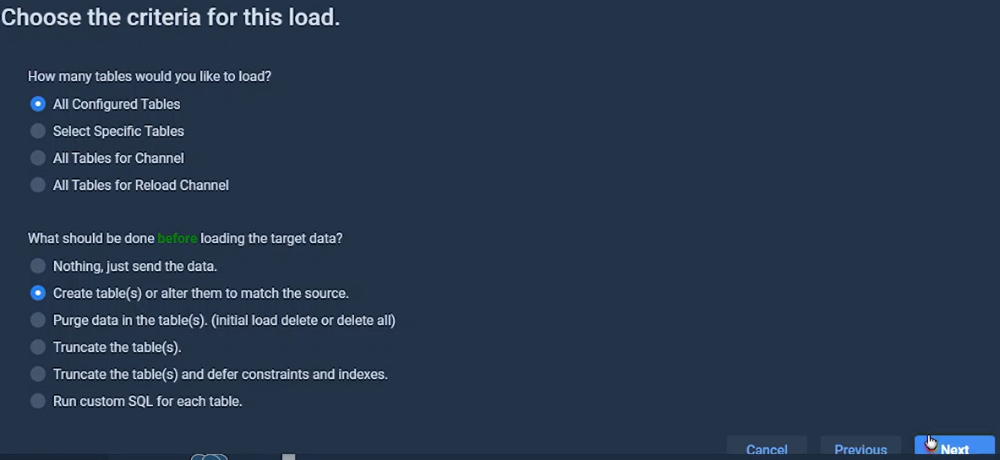 Choose the criteria for this load.
How many tables would you like to load?
All Configured Tables
Select Specific Tables
All Tables for Channel
All Tables for Reload Channel
What should be done before loading the target data?
Nothing, just send the data.
Create table(s) or alter them to match the source.
Purge data in the table(s). (initial load delete or delete all)
Truncate the table(s).
Truncate the table(s) and defer constraints and indexes.
Run custom SQL for each table.
Cancel Previous Next